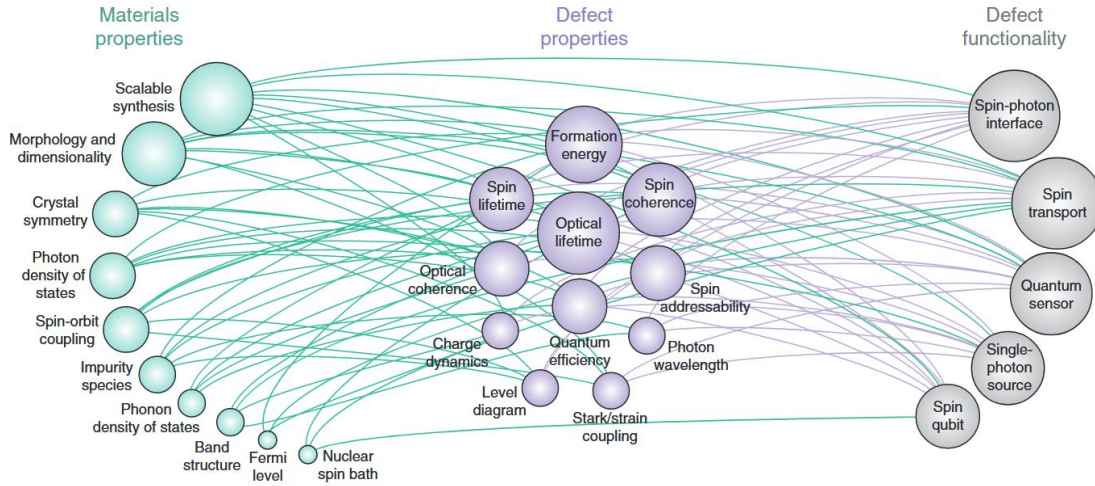 Materials
properties
Defect
properties
Defect
functionality
Scalable
synthesis
Morphology and
dimensionality
Crystal
symmetry
Photon
density of
states
Spin-orbit
coupling
Impurity
species
Phonon
density of states
Band
structure
Fermi
level
Nuclear
spin bath
Formation
energy
Spin
lifetime
Spin
coherence
Optical
lifetime
Optical
coherence
Spin
addressability
Charge
dynamics
Quantum
efficiency
Photon
wavelength
Level
diagram
Stark/strain
coupling
Spin-photon
interface
Spin
transport
Quantum
sensor
Single-
photon
source
Spin
qubit